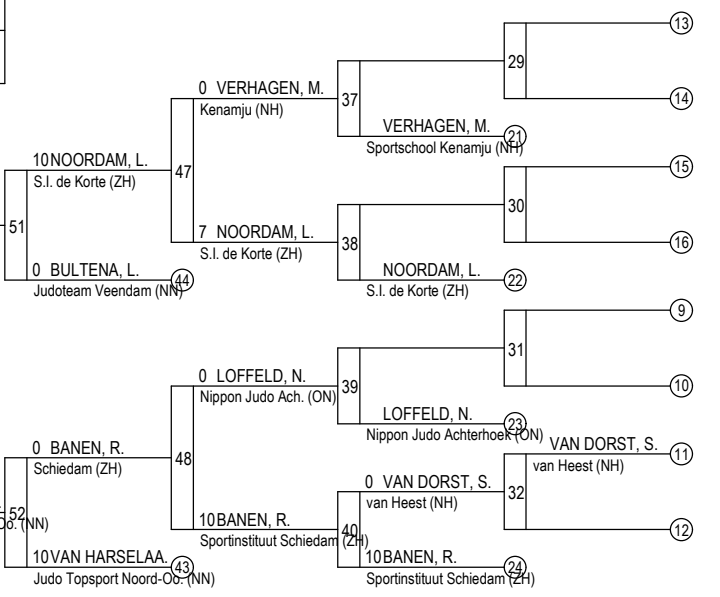 13
29
0 VERHAGEN, M.
Kenamju (NH)
37
14
VERHAGEN, M.
21
Sportschool Kenamju (NH)
10 NOORDAM, L.
S.I. de Korte (ZH)
47
15
30
51
7 NOORDAM, L.
S.I. de Korte (ZH)
38
16
0 BULTENA, L.
44
Judoteam Veendam (NN)
NOORDAM, L.
22
S.I. de Korte (ZH)
9
31
0 LOFFELD, N.
Nippon Judo Ach. (ON)
39
10
LOFFELD, N.
23
Nippon Judo Achterhoek (ON)
0 BANEN, R.
Schiedam (ZH)
48
VAN DORST, S.
11
van Heest (NH)
0 VAN DORST, S.
van Heest (NH)
32
52
Oo. (NN)
10 BANEN, R.
Sportinstituut Schiedam (ZH)
40
12
10 VAN HARSELAA.
43
Judo Topsport Noord-Oo. (NN)
10 BANEN, R.
24
Sportinstituut Schiedam (ZH)